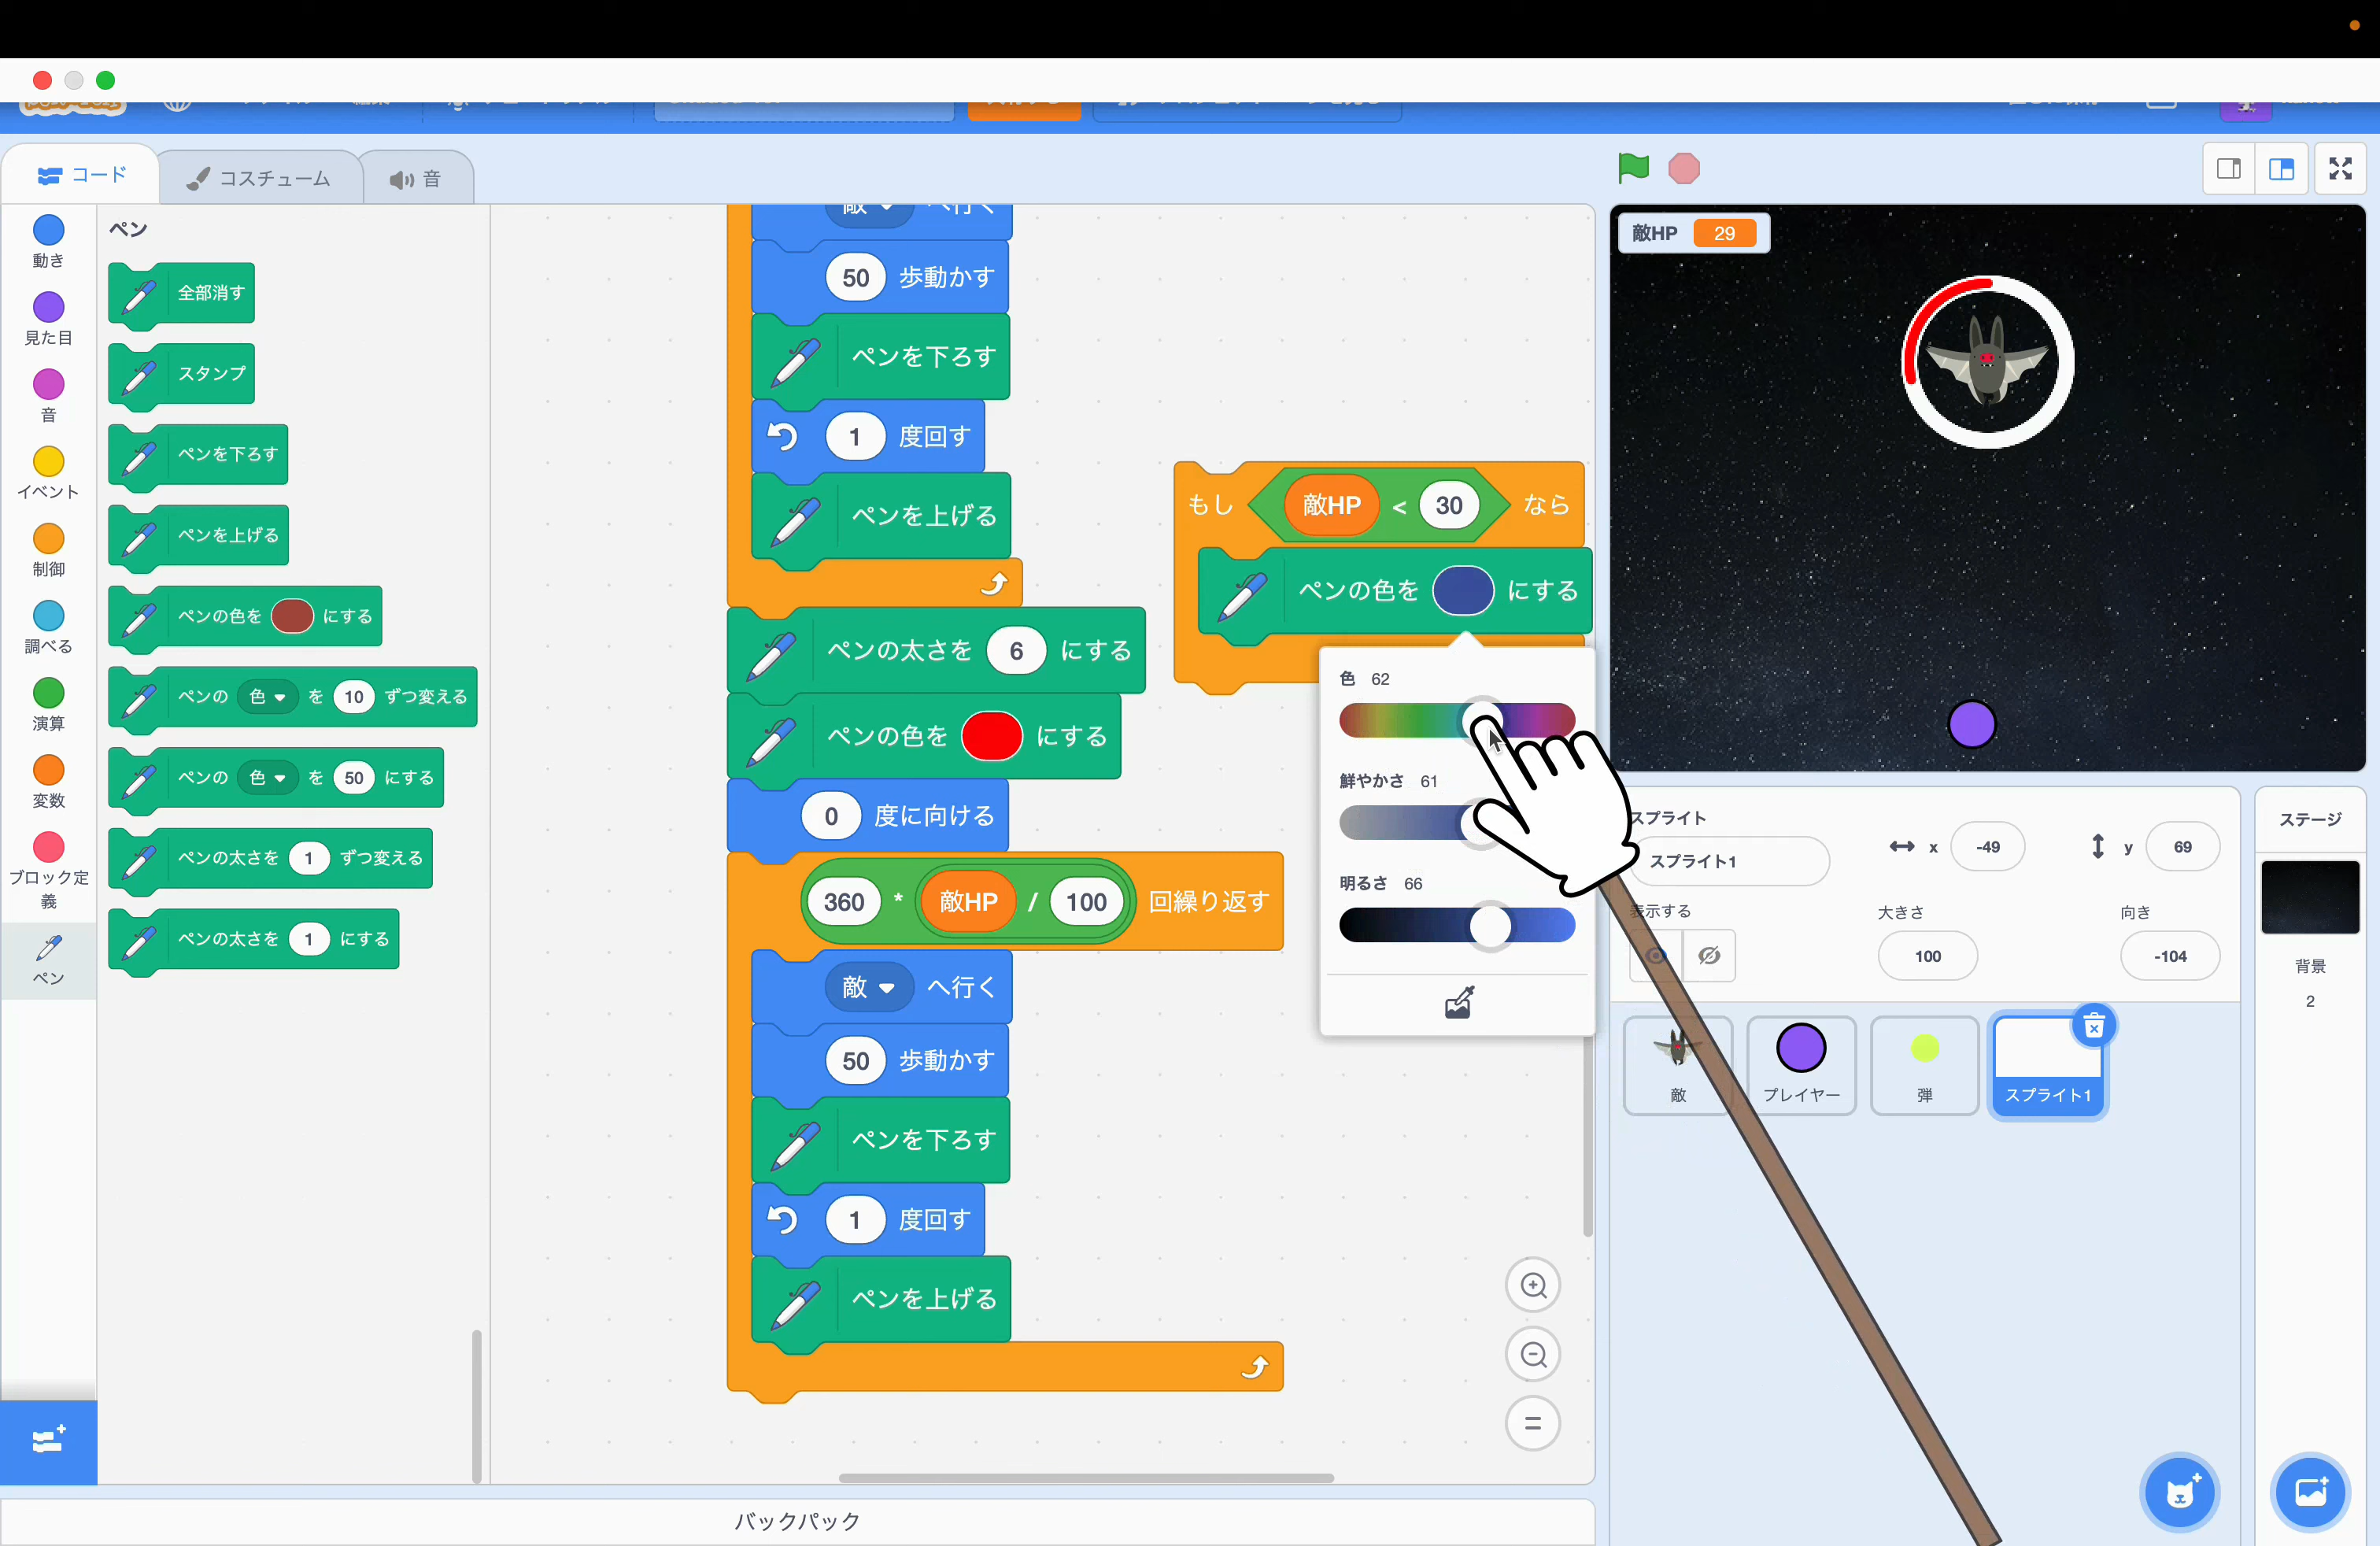 コード
コスチューム
音
動き
見た目
音
イベント
制御
調べる
演算
変数
ブロック定
義
ペン
ペン
全部消す
スタンプ
ペンを下ろす
ペンを上げる
ペンの色を にする
ペンの 色 を 10 ずつ変える
ペンの 色 を 50 にする
ペンの太さを 1 ずつ変える
ペンの太さを 1 にする
50 歩動かす
ペンを下ろす
1 度回す
ペンを上げる
ペンの太さを 6 にする
ペンの色を にする
0 度に向ける
360 * 敵HP / 100 回繰り返す
敵 へ行く
50 歩動かす
ペンを下ろす
1 度回す
ペンを上げる
もし 敵HP < 30 なら
ペンの色を にする
色 62
鮮やかさ 61
明るさ 66
敵HP 29
スプライト
スプライト1
x -49
y 69
表示する
大きさ
100
向き
-104
敵
プレイヤー
弾
スプライト1
ステージ
背景
2
バックパック